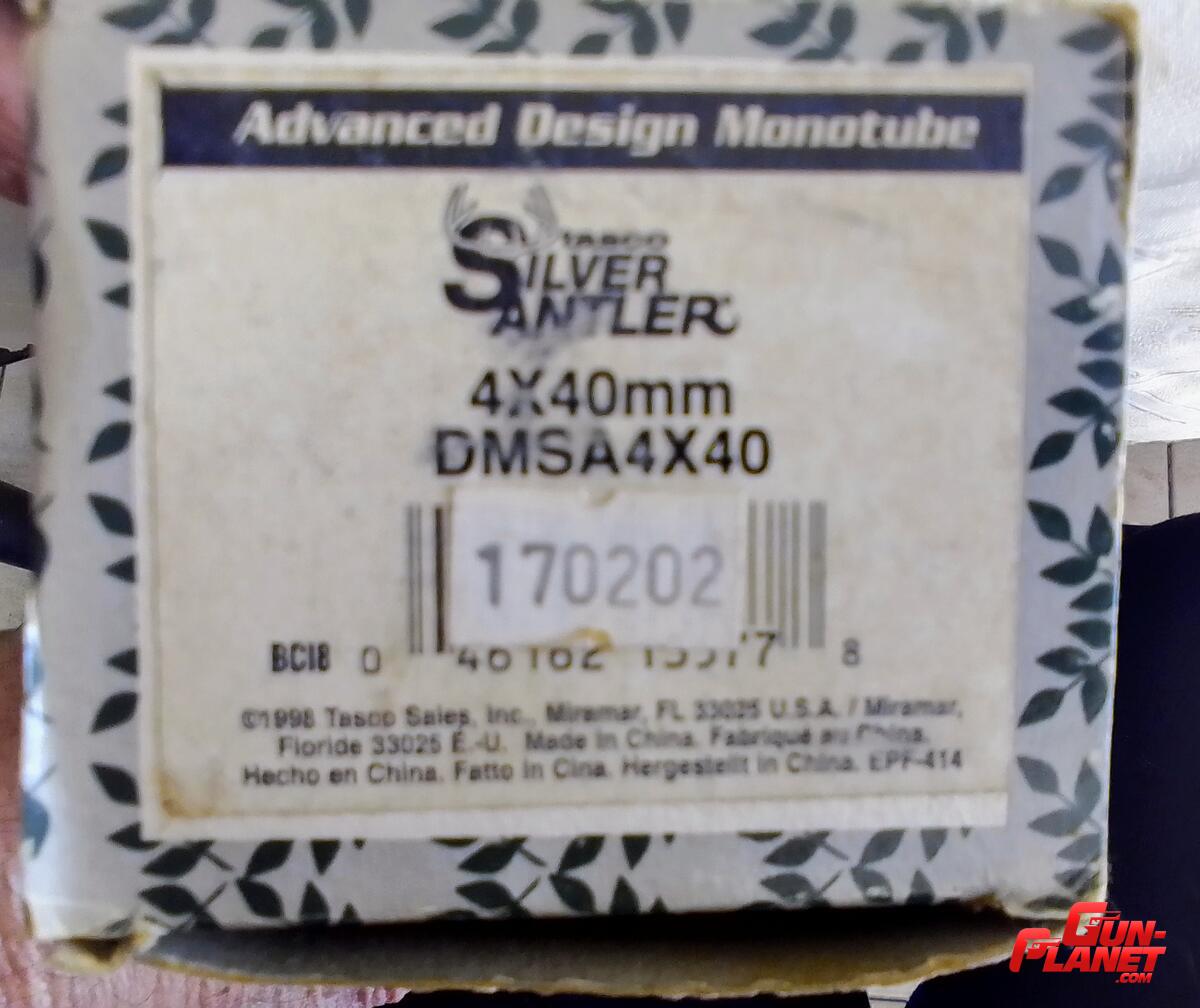 Advanced Design Monotube
TASCO
SILVER
ANTLER
4X40mm
DMSA4X40
170202
BCI8 0 46162 7 8
©1998 Tasco Sales, Inc., Miramar, FL 33025 U.S.A. / Miramar,
Floride 33025 É.-U. Made in China. Fabriqué au
Hecho en China. Fatto in Cina. Hergestellt in China. EPF-414
GUN-
PLANET
.COM